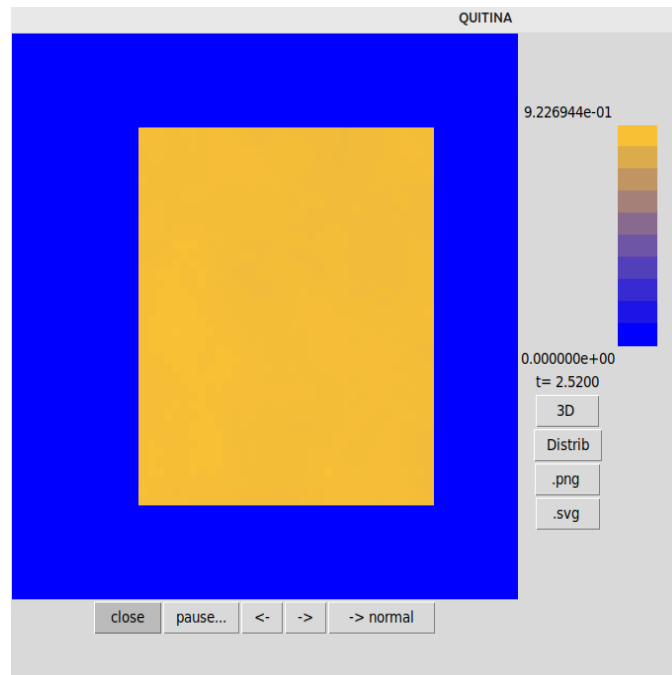 QUITINA
9.226944e-01
0.000000e+00
t= 2.5200
3D
Distrib
.png
.svg
close pause... <- -> -> normal